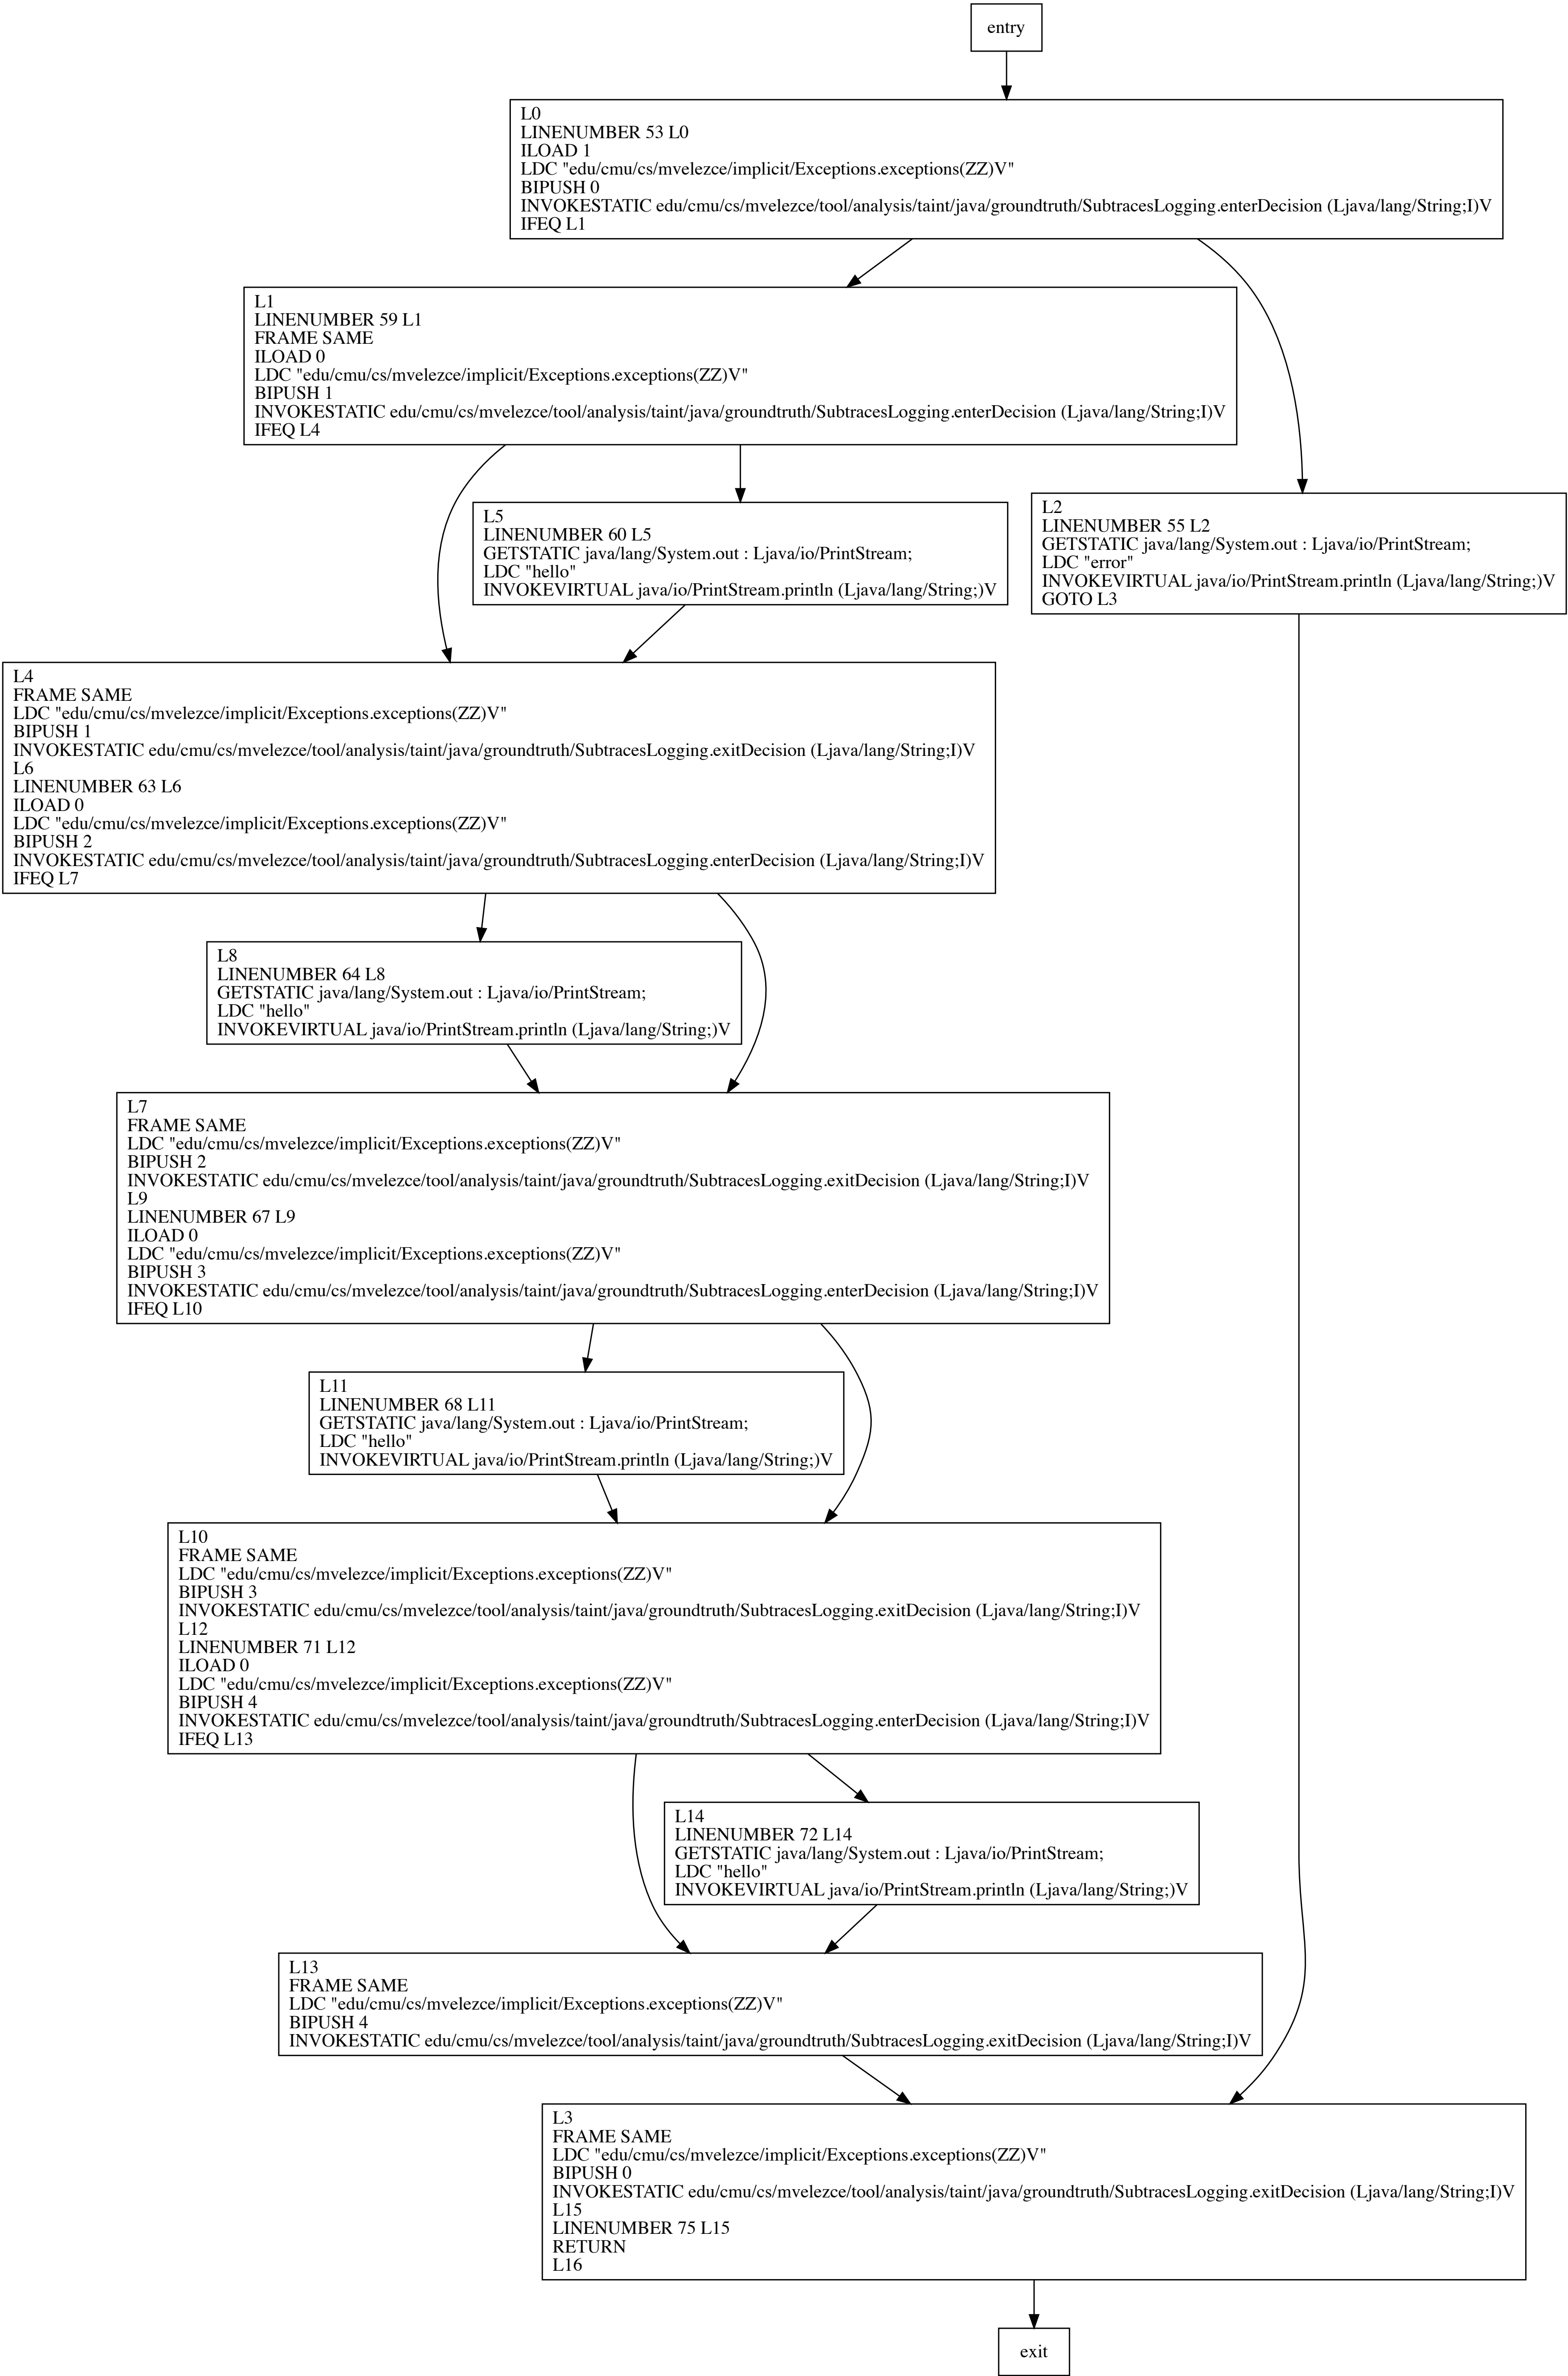 entry
L0
LINENUMBER 53 L0
ILOAD 1
LDC "edu/cmu/cs/mvelezce/implicit/Exceptions.exceptions(ZZ)V"
BIPUSH 0
INVOKESTATIC edu/cmu/cs/mvelezce/tool/analysis/taint/java/groundtruth/SubtracesLogging.enterDecision (Ljava/lang/String;I)V
IFEQ L1
L1
LINENUMBER 59 L1
FRAME SAME
ILOAD 0
LDC "edu/cmu/cs/mvelezce/implicit/Exceptions.exceptions(ZZ)V"
BIPUSH 1
INVOKESTATIC edu/cmu/cs/mvelezce/tool/analysis/taint/java/groundtruth/SubtracesLogging.enterDecision (Ljava/lang/String;I)V
IFEQ L4
L5
LINENUMBER 60 L5
GETSTATIC java/lang/System.out : Ljava/io/PrintStream;
LDC "hello"
INVOKEVIRTUAL java/io/PrintStream.println (Ljava/lang/String;)V
L2
LINENUMBER 55 L2
GETSTATIC java/lang/System.out : Ljava/io/PrintStream;
LDC "error"
INVOKEVIRTUAL java/io/PrintStream.println (Ljava/lang/String;)V
GOTO L3
L4
FRAME SAME
LDC "edu/cmu/cs/mvelezce/implicit/Exceptions.exceptions(ZZ)V"
BIPUSH 1
INVOKESTATIC edu/cmu/cs/mvelezce/tool/analysis/taint/java/groundtruth/SubtracesLogging.exitDecision (Ljava/lang/String;I)V
L6
LINENUMBER 63 L6
ILOAD 0
LDC "edu/cmu/cs/mvelezce/implicit/Exceptions.exceptions(ZZ)V"
BIPUSH 2
INVOKESTATIC edu/cmu/cs/mvelezce/tool/analysis/taint/java/groundtruth/SubtracesLogging.enterDecision (Ljava/lang/String;I)V
IFEQ L7
L8
LINENUMBER 64 L8
GETSTATIC java/lang/System.out : Ljava/io/PrintStream;
LDC "hello"
INVOKEVIRTUAL java/io/PrintStream.println (Ljava/lang/String;)V
L7
FRAME SAME
LDC "edu/cmu/cs/mvelezce/implicit/Exceptions.exceptions(ZZ)V"
BIPUSH 2
INVOKESTATIC edu/cmu/cs/mvelezce/tool/analysis/taint/java/groundtruth/SubtracesLogging.exitDecision (Ljava/lang/String;I)V
L9
LINENUMBER 67 L9
ILOAD 0
LDC "edu/cmu/cs/mvelezce/implicit/Exceptions.exceptions(ZZ)V"
BIPUSH 3
INVOKESTATIC edu/cmu/cs/mvelezce/tool/analysis/taint/java/groundtruth/SubtracesLogging.enterDecision (Ljava/lang/String;I)V
IFEQ L10
L11
LINENUMBER 68 L11
GETSTATIC java/lang/System.out : Ljava/io/PrintStream;
LDC "hello"
INVOKEVIRTUAL java/io/PrintStream.println (Ljava/lang/String;)V
L10
FRAME SAME
LDC "edu/cmu/cs/mvelezce/implicit/Exceptions.exceptions(ZZ)V"
BIPUSH 3
INVOKESTATIC edu/cmu/cs/mvelezce/tool/analysis/taint/java/groundtruth/SubtracesLogging.exitDecision (Ljava/lang/String;I)V
L12
LINENUMBER 71 L12
ILOAD 0
LDC "edu/cmu/cs/mvelezce/implicit/Exceptions.exceptions(ZZ)V"
BIPUSH 4
INVOKESTATIC edu/cmu/cs/mvelezce/tool/analysis/taint/java/groundtruth/SubtracesLogging.enterDecision (Ljava/lang/String;I)V
IFEQ L13
L14
LINENUMBER 72 L14
GETSTATIC java/lang/System.out : Ljava/io/PrintStream;
LDC "hello"
INVOKEVIRTUAL java/io/PrintStream.println (Ljava/lang/String;)V
L13
FRAME SAME
LDC "edu/cmu/cs/mvelezce/implicit/Exceptions.exceptions(ZZ)V"
BIPUSH 4
INVOKESTATIC edu/cmu/cs/mvelezce/tool/analysis/taint/java/groundtruth/SubtracesLogging.exitDecision (Ljava/lang/String;I)V
L3
FRAME SAME
LDC "edu/cmu/cs/mvelezce/implicit/Exceptions.exceptions(ZZ)V"
BIPUSH 0
INVOKESTATIC edu/cmu/cs/mvelezce/tool/analysis/taint/java/groundtruth/SubtracesLogging.exitDecision (Ljava/lang/String;I)V
L15
LINENUMBER 75 L15
RETURN
L16
exit